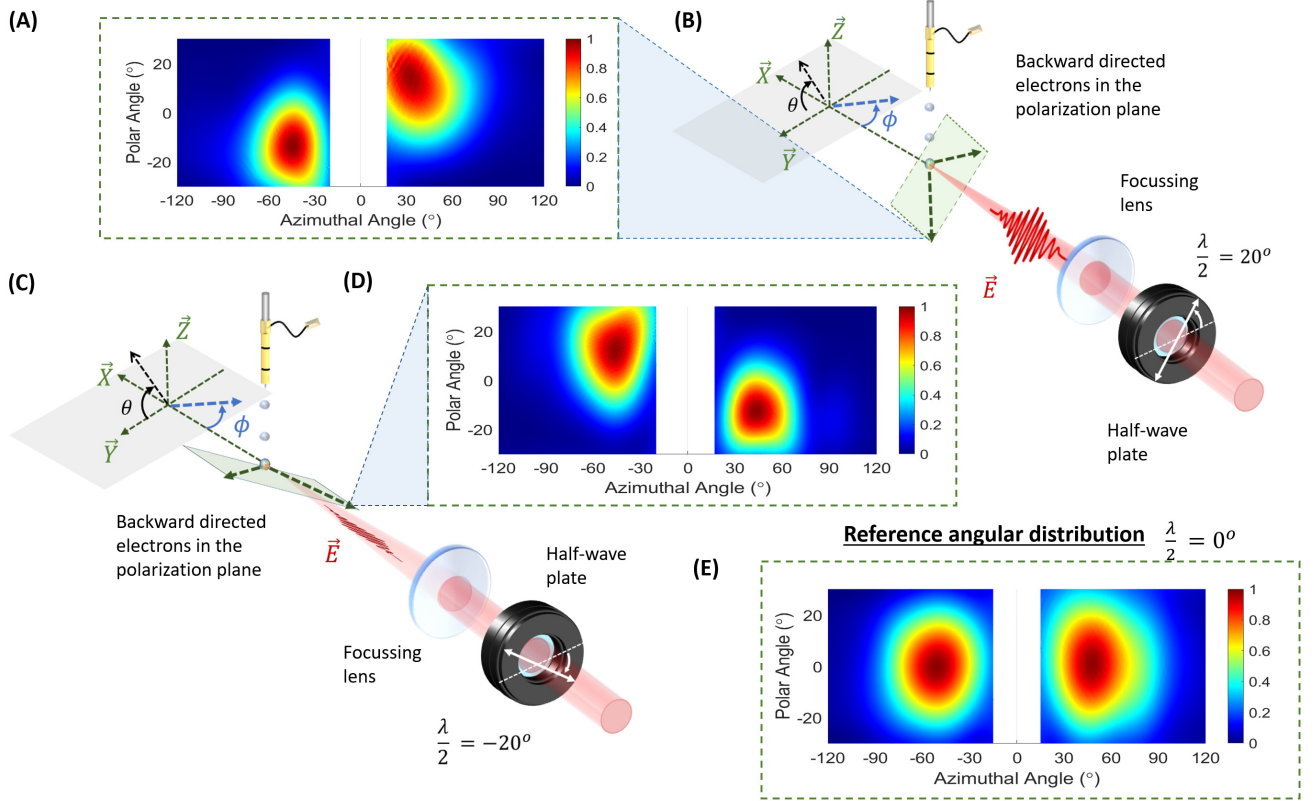 (A)
Polar Angle (°)
20
0
-20
-120 -90 -60 -30 0 30 60 90 120
Azimuthal Angle (°)
1
0.8
0.6
0.4
0.2
0
(B)
Z
X
θ
ϕ
Y
Backward directed
electrons in the
polarization plane
Focussing
lens
λ/2 = 20°
E
Half-wave
plate
(C)
Z
X
θ
ϕ
Y
Backward directed
electrons in the
polarization plane
E
Half-wave
plate
Focussing
lens
λ/2 = −20°
(D)
Polar Angle (°)
20
0
-20
-120 -90 -60 -30 0 30 60 90 120
Azimuthal Angle (°)
1
0.8
0.6
0.4
0.2
0
Reference angular distribution λ/2 = 0°
(E)
Polar Angle (°)
20
0
-20
-120 -90 -60 -30 0 30 60 90 120
Azimuthal Angle (°)
1
0.8
0.6
0.4
0.2
0